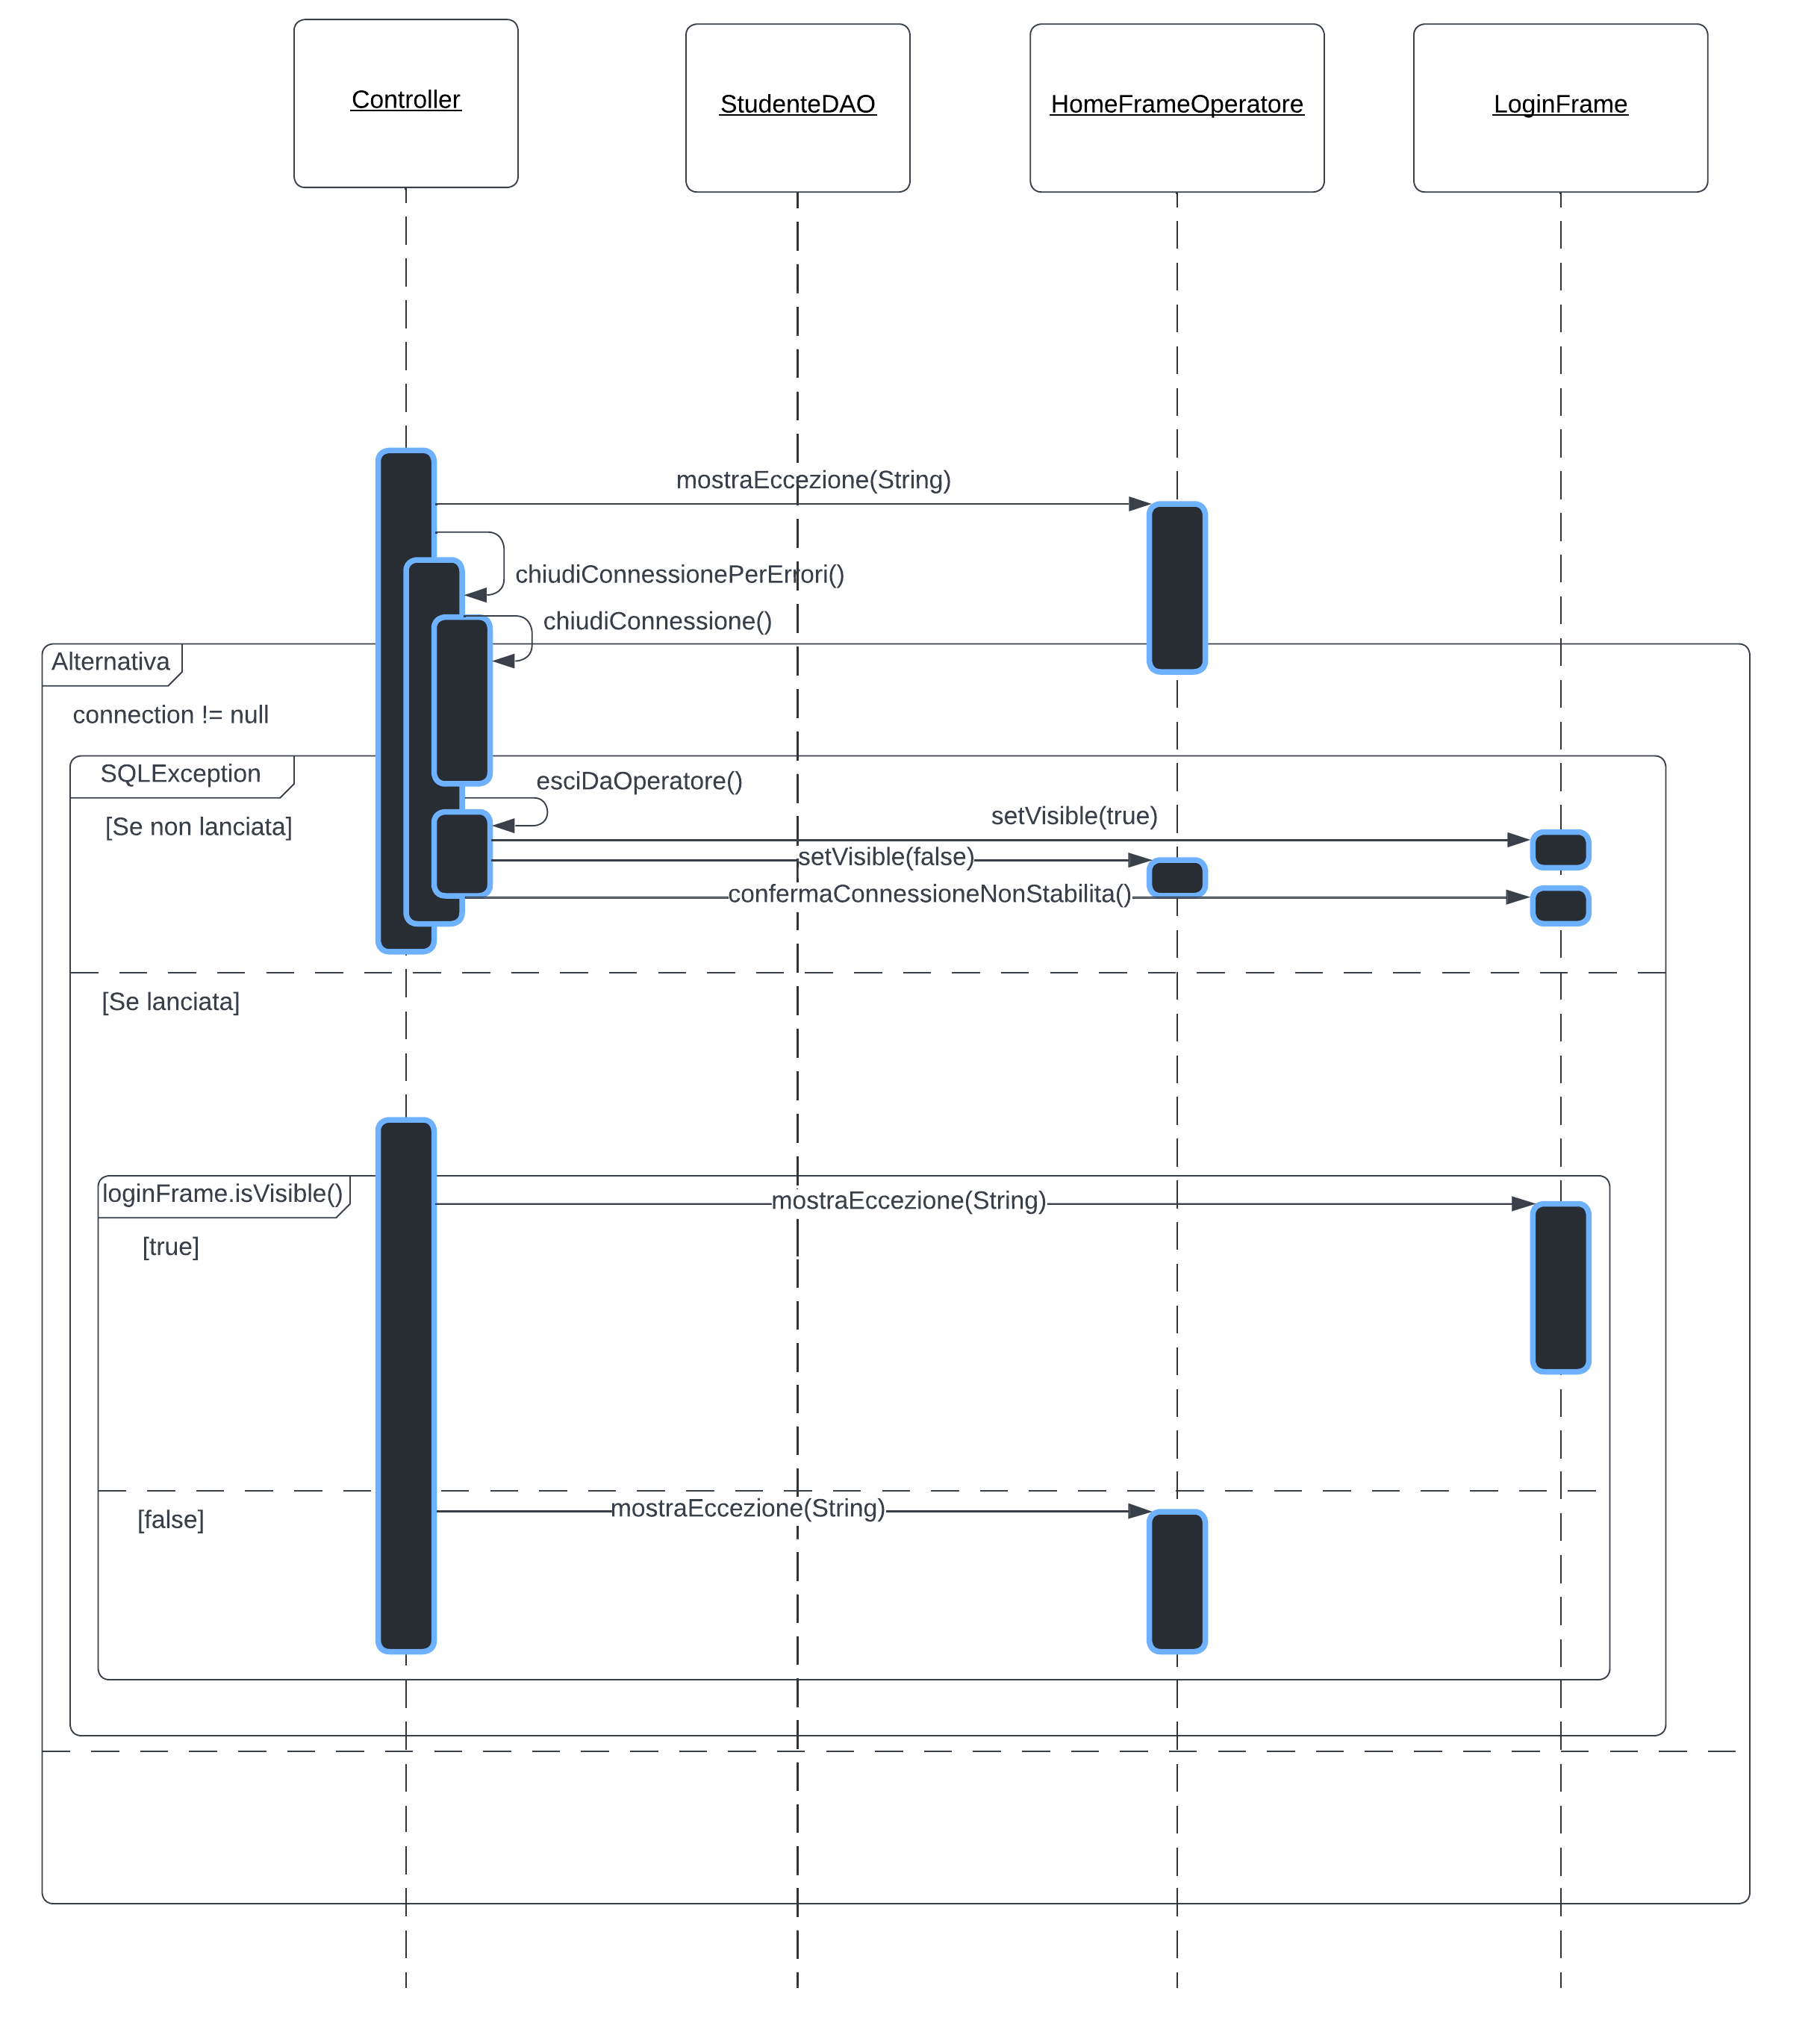 Controller
StudenteDAO
HomeFrameOperatore
LoginFrame
mostraEccezione(String)
chiudiConnessionePerErrori()
chiudiConnessione()
Alternativa
connection != null
SQLException
esciDaOperatore()
[Se non lanciata]
setVisible(true)
setVisible(false)
confermaConnessioneNonStabilita()
[Se lanciata]
loginFrame.isVisible()
mostraEccezione(String)
[true]
mostraEccezione(String)
[false]